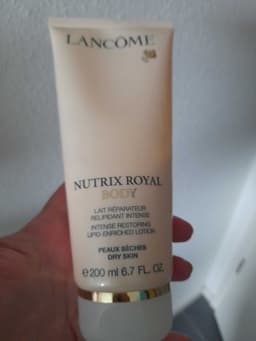 LANCÔME
NUTRIX ROYAL
BODY
LAIT RÉPARATEUR
RELIPIDANT INTENSE
INTENSE RESTORING
LIPID-ENRICHED LOTION
PEAUX SÈCHES
DRY SKIN
e 200 ml 6.7 FL. OZ.